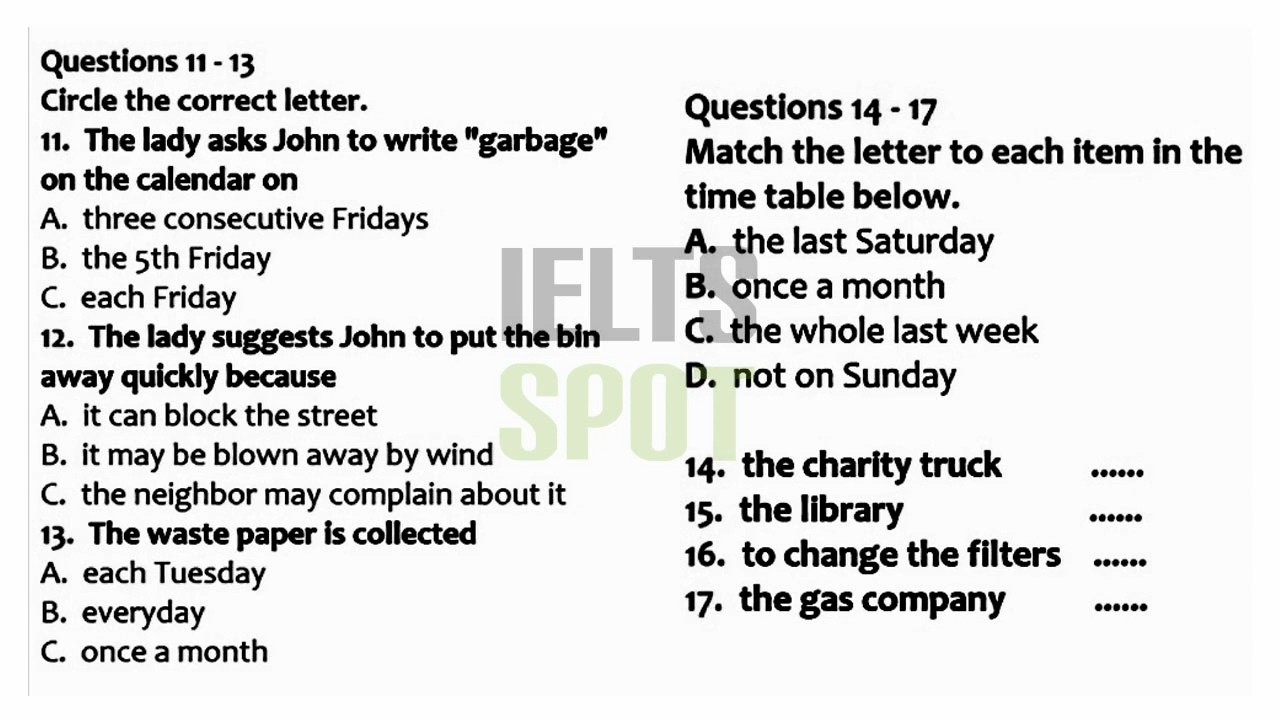 Questions 11 - 13
Circle the correct letter.
11. The lady asks John to write "garbage"
on the calendar on
A. three consecutive Fridays
B. the 5th Friday
C. each Friday
12. The lady suggests John to put the bin
away quickly because
A. it can block the street
B. it may be blown away by wind
C. the neighbor may complain about it
13. The waste paper is collected
A. each Tuesday
B. everyday
C. once a month
Questions 14 - 17
Match the letter to each item in the
time table below.
A. the last Saturday
B. once a month
C. the whole last week
D. not on Sunday
14. the charity truck ......
15. the library ......
16. to change the filters ......
17. the gas company ......
IELTS
SPOT